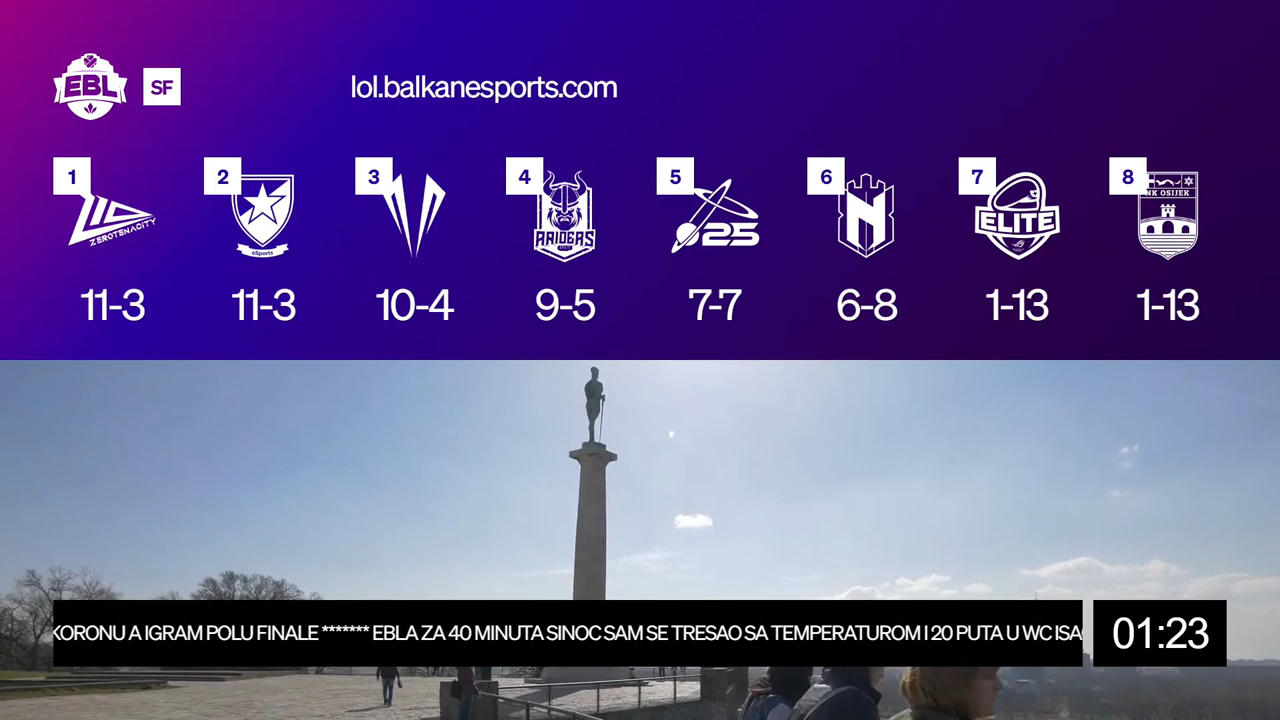 EBL
SF
lol.balkanesports.com
1
2
3
4
5
6
7
8
ZEROTENACITY
eSports
ARIDBAS
25
NK OSIJEK
ELITE
11-3
11-3
10-4
9-5
7-7
6-8
1-13
1-13
KORONU A IGRAM POLU FINALE ******* EBLA ZA 40 MINUTA SINOC SAM SE TRESAO SA TEMPERATUROM I 20 PUTA U WC ISA
01:23